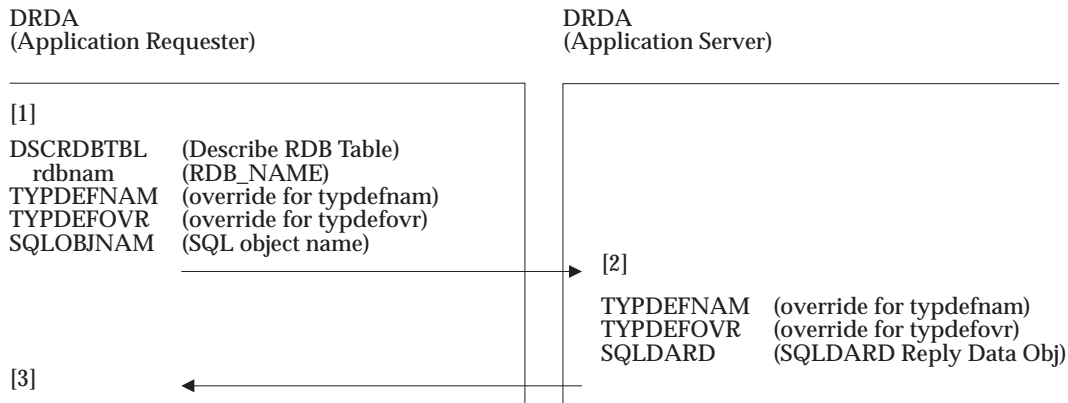 DRDA
(Application Requester)
DRDA
(Application Server)
[1]
DSCRDBTBL (Describe RDB Table)
rdbnam (RDB_NAME)
TYPDEFNAM (override for typdefnam)
TYPDEFOVR (override for typdefovr)
SQLOBJNAM (SQL object name)
[2]
TYPDEFNAM (override for typdefnam)
TYPDEFOVR (override for typdefovr)
SQLDARD (SQLDARD Reply Data Obj)
[3]